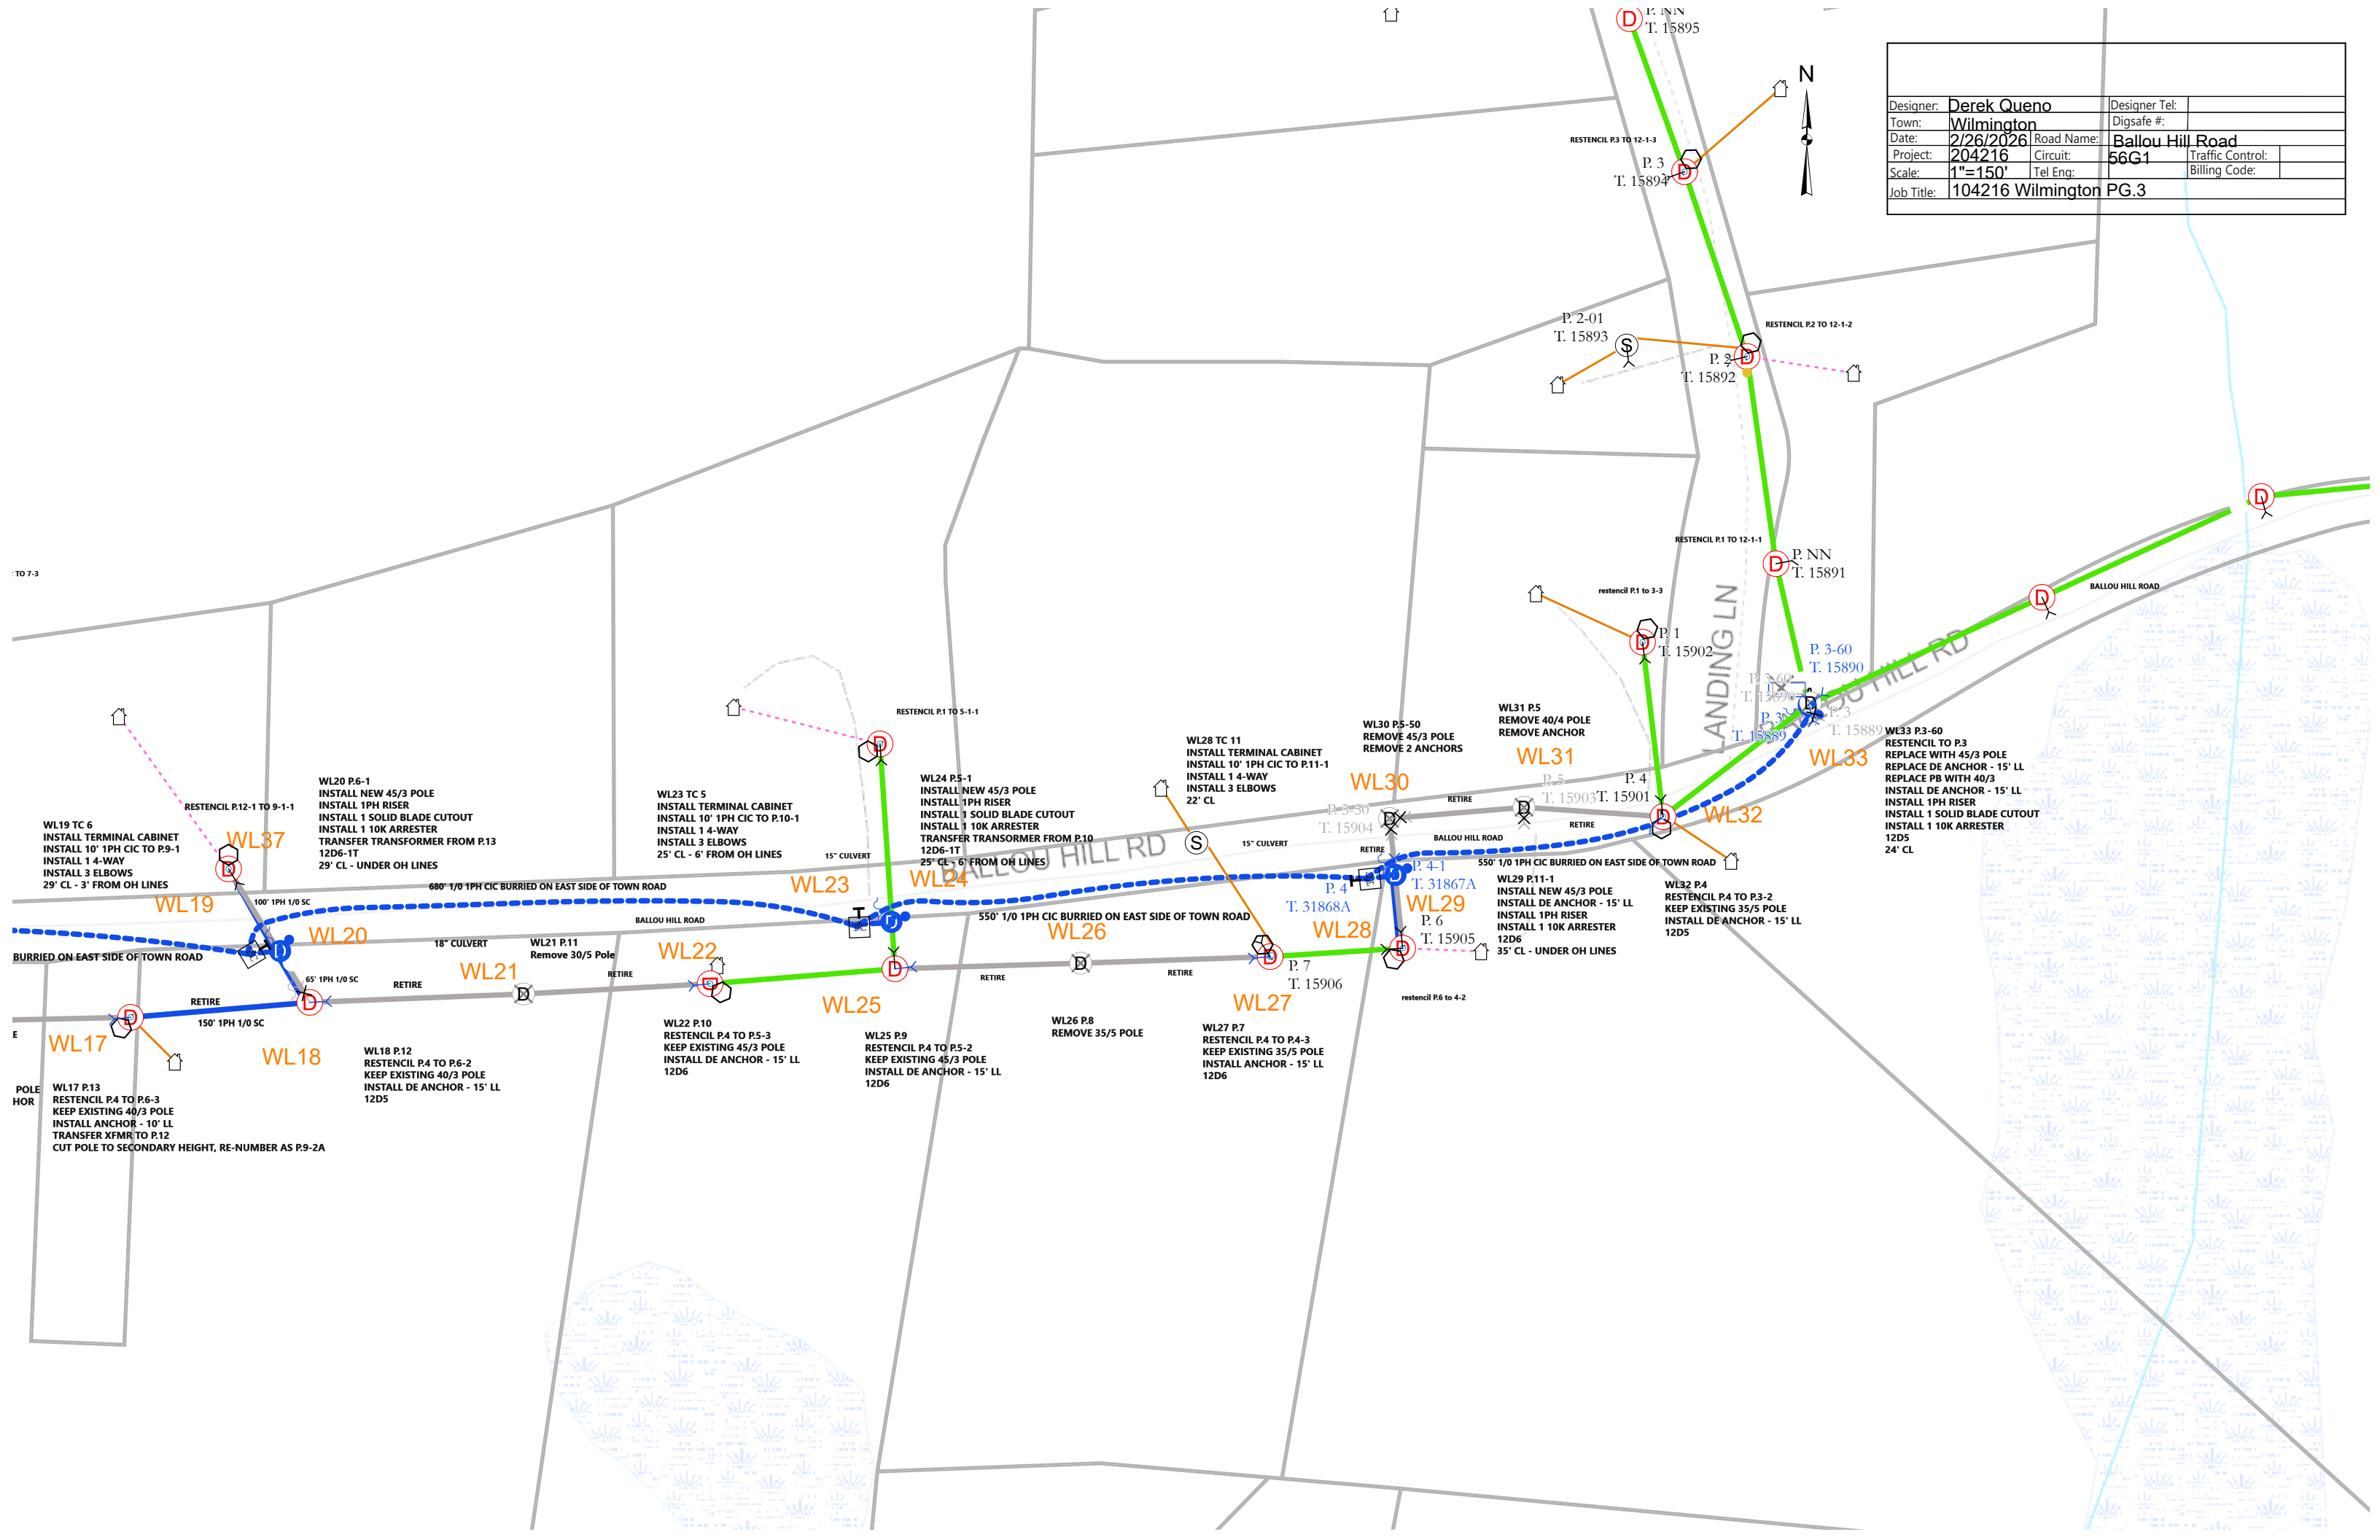 P. NN
T. 15895
N
Designer: Derek Queno Designer Tel:
Town: Wilmington Digsafe #:
Date: 2/26/2026 Road Name: Ballou Hill Road
Project: 204216 Circuit: 56G1 Traffic Control:
Scale: 1"=150' Tel Eng: Billing Code:
Job Title: 104216 Wilmington PG.3
RESTENCIL P.3 TO 12-1-3
P. 3
T. 15894
P. 2-01
T. 15893
RESTENCIL P.2 TO 12-1-2
P. 2
T. 15892
RESTENCIL P.1 TO 12-1-1
P. NN
T. 15891
TO 7-3
restencil P.1 to 3-3
P. 1
T. 15902
LANDING LN
BALLOU HILL ROAD
P. 3-60
T. 15890
P. 3-60
T. 15890
P. 3
T. 15889
P. 3
T. 15889
BALLOU HILL RD
WL33
WL33 P.3-60
RESTENCIL TO P.3
REPLACE WITH 45/3 POLE
REPLACE DE ANCHOR - 15' LL
REPLACE PB WITH 40/3
INSTALL DE ANCHOR - 15' LL
INSTALL 1PH RISER
INSTALL 1 SOLID BLADE CUTOUT
INSTALL 1 10K ARRESTER
12D5
24' CL
WL31 P.5
REMOVE 40/4 POLE
REMOVE ANCHOR
WL31
P. 5
T. 15903
P. 4
T. 15901
WL32
WL30 P.5-50
REMOVE 45/3 POLE
REMOVE 2 ANCHORS
WL30
P. 5-50
T. 15904
RETIRE
RETIRE
RETIRE
BALLOU HILL ROAD
550' 1/0 1PH CIC BURRIED ON EAST SIDE OF TOWN ROAD
WL32 P.4
RESTENCIL P.4 TO P.3-2
KEEP EXISTING 35/5 POLE
INSTALL DE ANCHOR - 15' LL
12D5
WL28 TC 11
INSTALL TERMINAL CABINET
INSTALL 10' 1PH CIC TO P.11-1
INSTALL 1 4-WAY
INSTALL 3 ELBOWS
22' CL
15" CULVERT
BALLOU HILL RD
P. 4
T. 31868A
P. 4-1
T. 31867A
WL29
WL29 P.11-1
INSTALL NEW 45/3 POLE
INSTALL DE ANCHOR - 15' LL
INSTALL 1PH RISER
INSTALL 1 10K ARRESTER
12D6
35' CL - UNDER OH LINES
P. 6
T. 15905
restencil P.6 to 4-2
WL28
P. 7
T. 15906
WL27
WL27 P.7
RESTENCIL P.4 TO P.4-3
KEEP EXISTING 35/5 POLE
INSTALL ANCHOR - 15' LL
12D6
550' 1/0 1PH CIC BURRIED ON EAST SIDE OF TOWN ROAD
WL26
RETIRE
RETIRE
WL26 P.8
REMOVE 35/5 POLE
RESTENCIL P.1 TO 5-1-1
WL24 P.5-1
INSTALL NEW 45/3 POLE
INSTALL 1PH RISER
INSTALL 1 SOLID BLADE CUTOUT
INSTALL 1 10K ARRESTER
TRANSFER TRANSORMER FROM P.10
12D6-1T
25' CL - 6' FROM OH LINES
WL24
WL23 TC 5
INSTALL TERMINAL CABINET
INSTALL 10' 1PH CIC TO P.10-1
INSTALL 1 4-WAY
INSTALL 3 ELBOWS
25' CL - 6' FROM OH LINES
15" CULVERT
WL23
680' 1/0 1PH CIC BURRIED ON EAST SIDE OF TOWN ROAD
BALLOU HILL ROAD
WL25
WL25 P.9
RESTENCIL P.4 TO P.5-2
KEEP EXISTING 45/3 POLE
INSTALL DE ANCHOR - 15' LL
12D6
WL22
WL22 P.10
RESTENCIL P.4 TO P.5-3
KEEP EXISTING 45/3 POLE
INSTALL DE ANCHOR - 15' LL
12D6
18" CULVERT
WL21 P.11
Remove 30/5 Pole
WL21
RETIRE
RETIRE
WL20 P.6-1
INSTALL NEW 45/3 POLE
INSTALL 1PH RISER
INSTALL 1 SOLID BLADE CUTOUT
INSTALL 1 10K ARRESTER
TRANSFER TRANSFORMER FROM P.13
12D6-1T
29' CL - UNDER OH LINES
WL20
RESTENCIL P.12-1 TO 9-1-1
WL37
WL19 TC 6
INSTALL TERMINAL CABINET
INSTALL 10' 1PH CIC TO P.9-1
INSTALL 1 4-WAY
INSTALL 3 ELBOWS
29' CL - 3' FROM OH LINES
WL19
100' 1PH 1/0 SC
BURRIED ON EAST SIDE OF TOWN ROAD
65' 1PH 1/0 SC
RETIRE
150' 1PH 1/0 SC
E
WL17
WL18
WL18 P.12
RESTENCIL P.4 TO P.6-2
KEEP EXISTING 40/3 POLE
INSTALL DE ANCHOR - 15' LL
12D5
POLE
HOR
WL17 P.13
RESTENCIL P.4 TO P.6-3
KEEP EXISTING 40/3 POLE
INSTALL ANCHOR - 10' LL
TRANSFER XFMR TO P.12
CUT POLE TO SECONDARY HEIGHT, RE-NUMBER AS P.9-2A